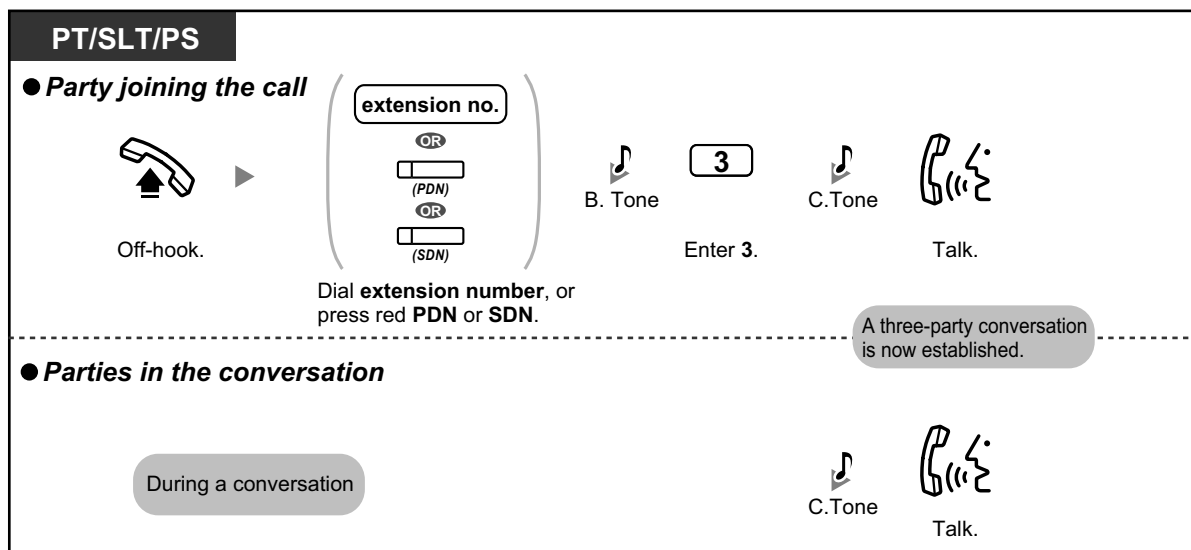 PT/SLT/PS
Party joining the call
extension no.
OR
(PDN)
OR
(SDN)
B. Tone
3
C.Tone
Off-hook.
Enter 3.
Talk.
Dial extension number, or
press red PDN or SDN.
A three-party conversation
is now established.
Parties in the conversation
During a conversation
C.Tone
Talk.